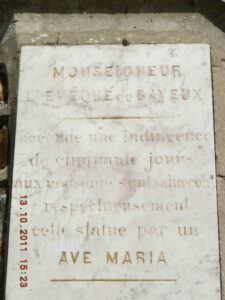 MONSEIGNEUR
L'EVÊQUE de BAYEUX
accorde une indulgence
de cinquante jours
aux personnes qui salueront
respectueusement
cette statue par un
AVE MARIA
13.10.2011 15:23